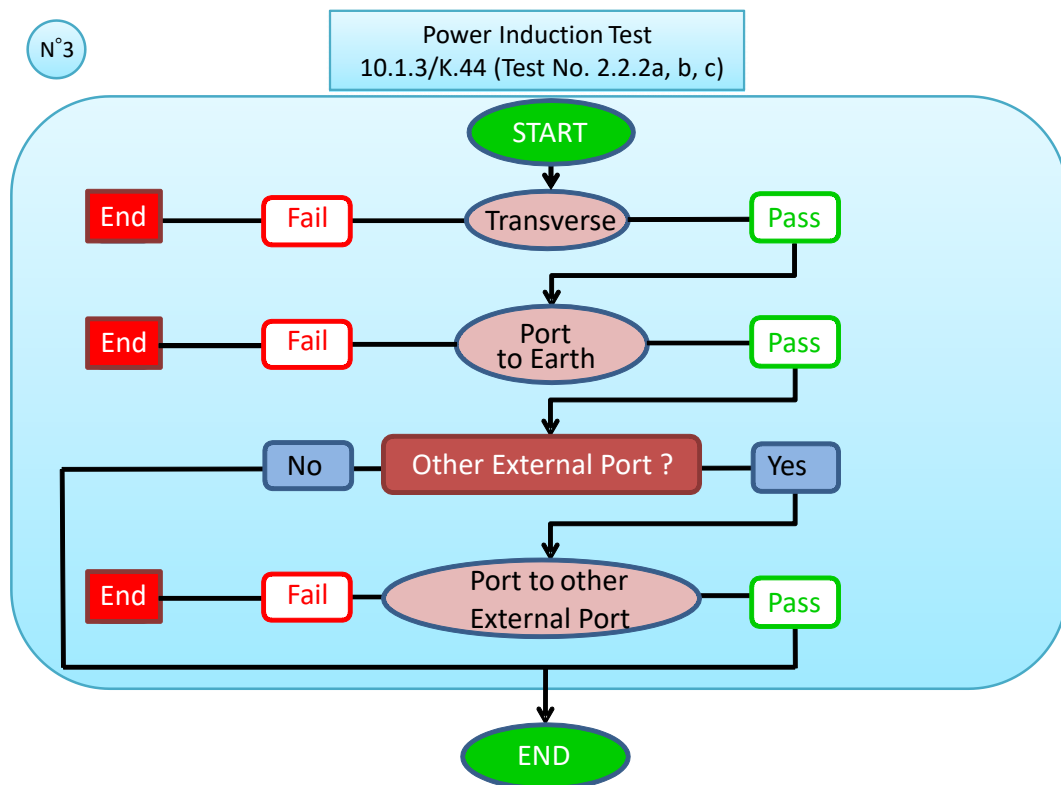 N°3
Power Induction Test
10.1.3/K.44 (Test No. 2.2.2a, b, c)
START
End
Fail
Transverse
Pass
End
Fail
Port
to Earth
Pass
No
Other External Port ?
Yes
End
Fail
Port to other
External Port
Pass
END